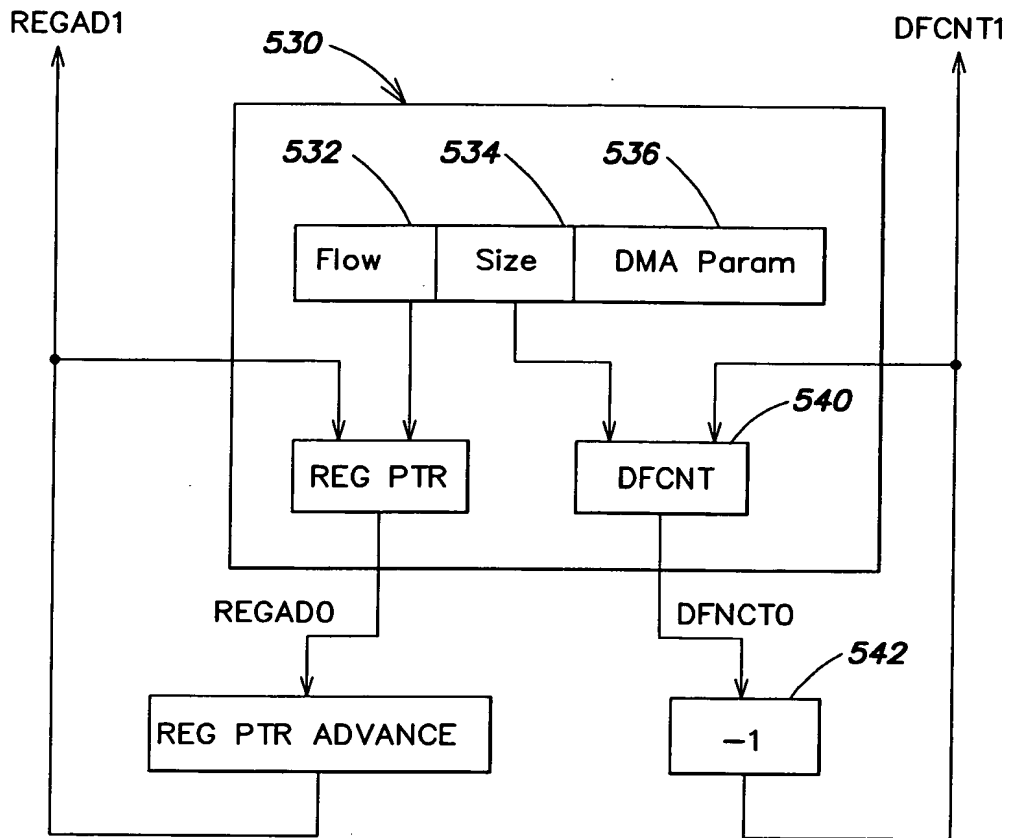 REGAD1
DFCNT1
530
532
534
536
Flow
Size
DMA Param
540
REG PTR
DFCNT
REGAD0
DFNCT0
542
REG PTR ADVANCE
-1